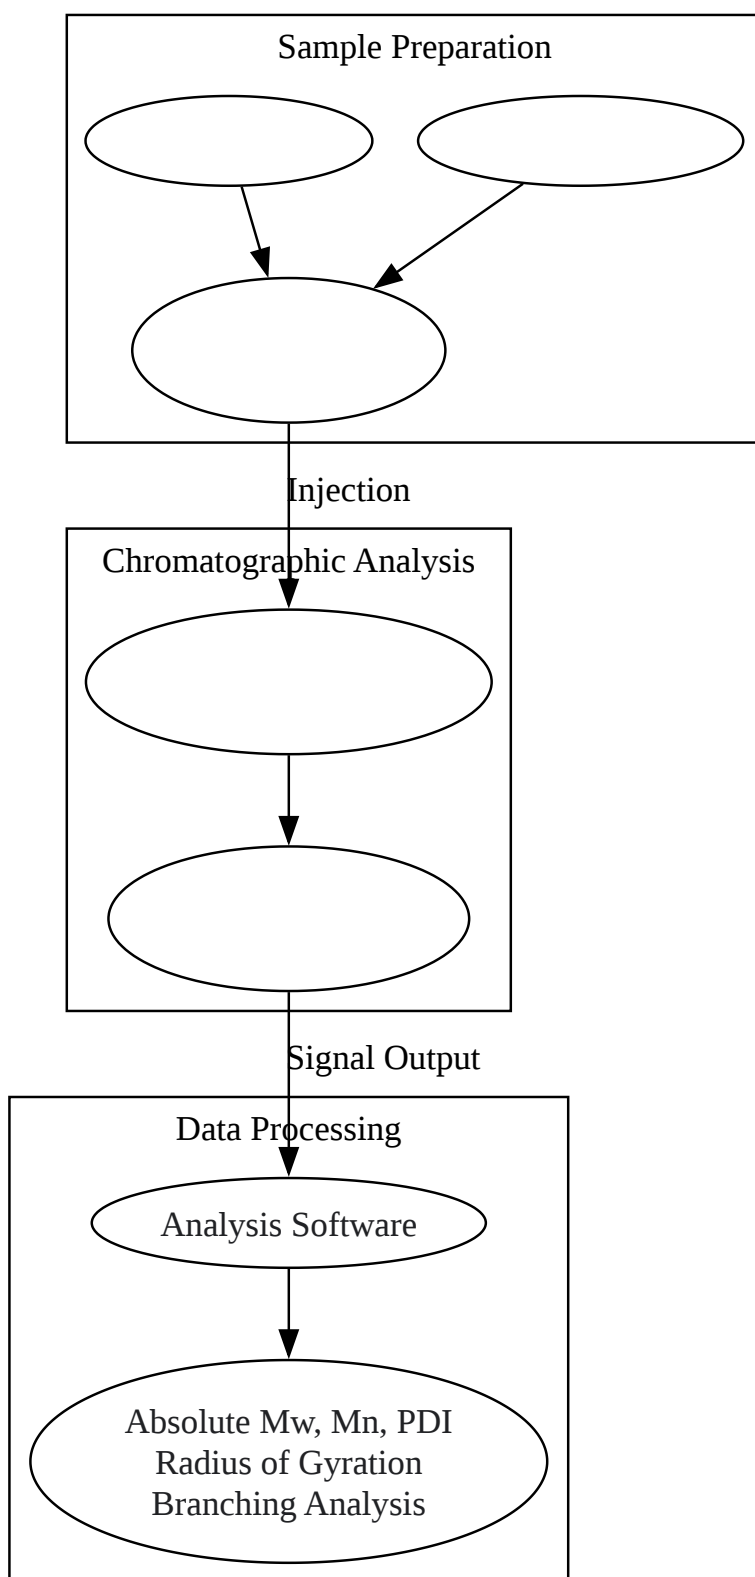 Sample Preparation
Injection
Chromatographic Analysis
Signal Output
Data Processing
Analysis Software
Absolute Mw, Mn, PDI
Radius of Gyration
Branching Analysis